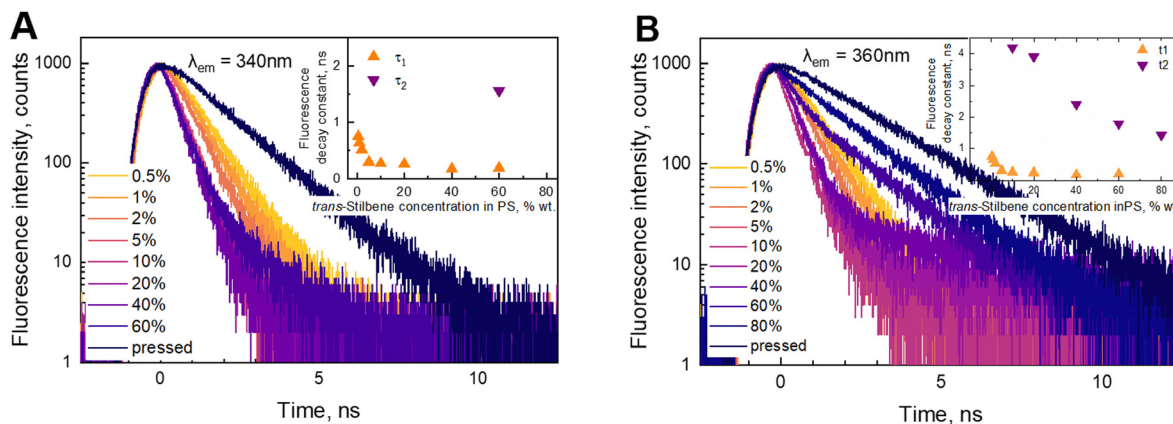 A
Fluorescence intensity, counts
1000
100
10
1
λem = 340nm
0.5%
1%
2%
5%
10%
20%
40%
60%
pressed
0
5
10
Time, ns
Fluorescence
decay constant, ns
2
1
0
τ1
τ2
0
20
40
60
80
trans-Stilbene concentration in PS, % wt.
B
Fluorescence intensity, counts
1000
100
10
1
λem = 360nm
0.5%
1%
2%
5%
10%
20%
40%
60%
80%
pressed
0
5
10
Time, ns
Fluorescence
decay constant, ns
4
3
2
1
t1
t2
20
40
60
80
trans-Stilbene concentration inPS, % w